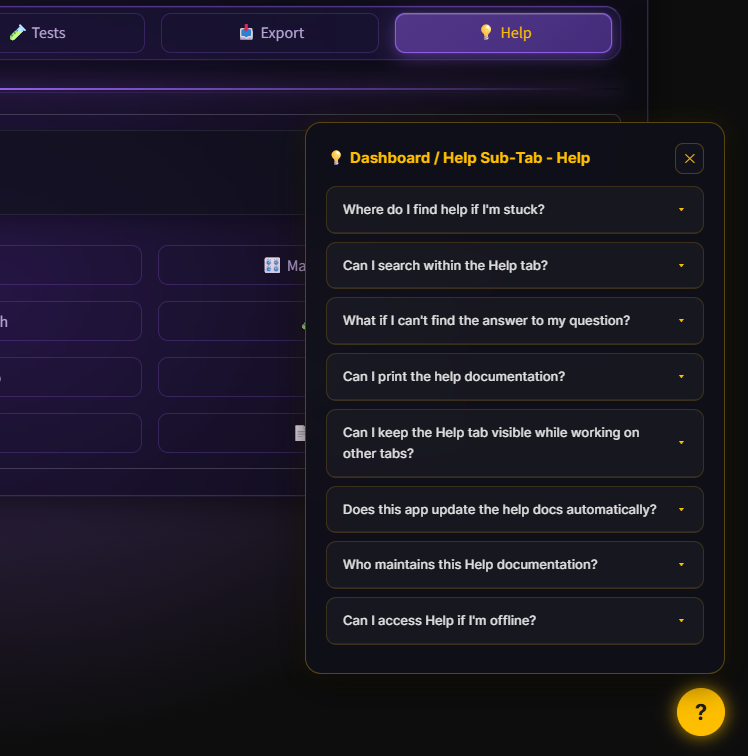 Tests
Export
Help
Dashboard / Help Sub-Tab - Help
Where do I find help if I'm stuck?
Can I search within the Help tab?
Ma
What if I can't find the answer to my question?
h
Can I print the help documentation?
Can I keep the Help tab visible while working on
other tabs?
Does this app update the help docs automatically?
Who maintains this Help documentation?
Can I access Help if I'm offline?
?